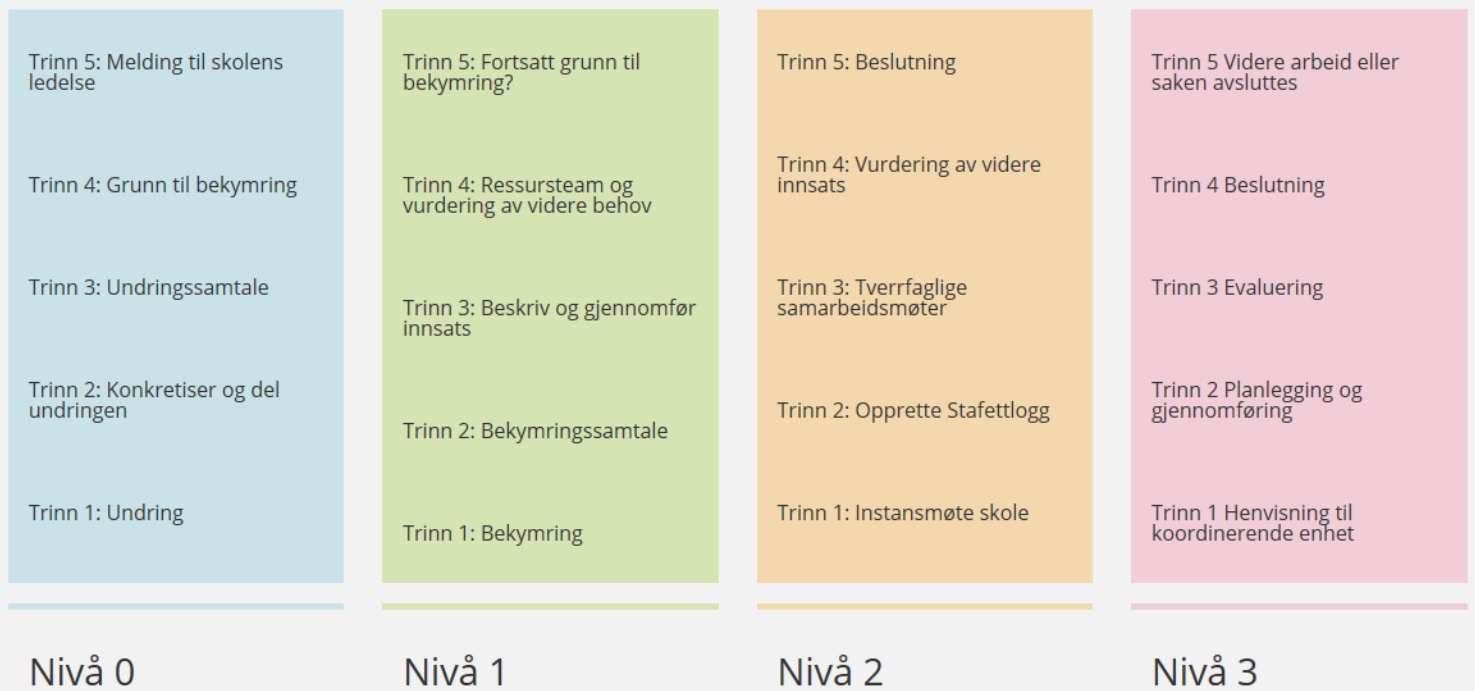 Trinn 5: Melding til skolens
ledelse
Trinn 4: Grunn til bekymring
Trinn 3: Undringssamtale
Trinn 2: Konkretiser og del
undringen
Trinn 1: Undring
Nivå 0
Trinn 5: Fortsatt grunn til
bekymring?
Trinn 4: Ressursteam og
vurdering av videre behov
Trinn 3: Beskriv og gjennomfør
innsats
Trinn 2: Bekymringssamtale
Trinn 1: Bekymring
Nivå 1
Trinn 5: Beslutning
Trinn 4: Vurdering av videre
innsats
Trinn 3: Tverrfaglige
samarbeidsmøter
Trinn 2: Opprette Stafettlogg
Trinn 1: Instansmøte skole
Nivå 2
Trinn 5 Videre arbeid eller
saken avsluttes
Trinn 4 Beslutning
Trinn 3 Evaluering
Trinn 2 Planlegging og
gjennomføring
Trinn 1 Henvisning til
koordinerende enhet
Nivå 3